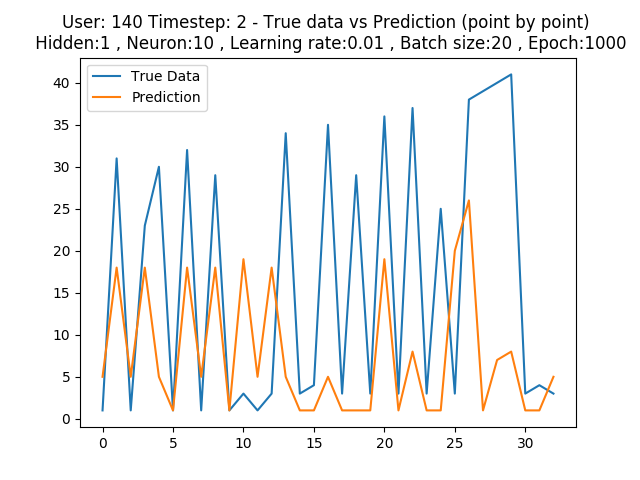 User: 140 Timestep: 2 - True data vs Prediction (point by point)
Hidden:1 , Neuron:10 , Learning rate:0.01 , Batch size:20 , Epoch:1000
True Data
Prediction
40
35
30
25
20
15
10
5
0
0 5 10 15 20 25 30